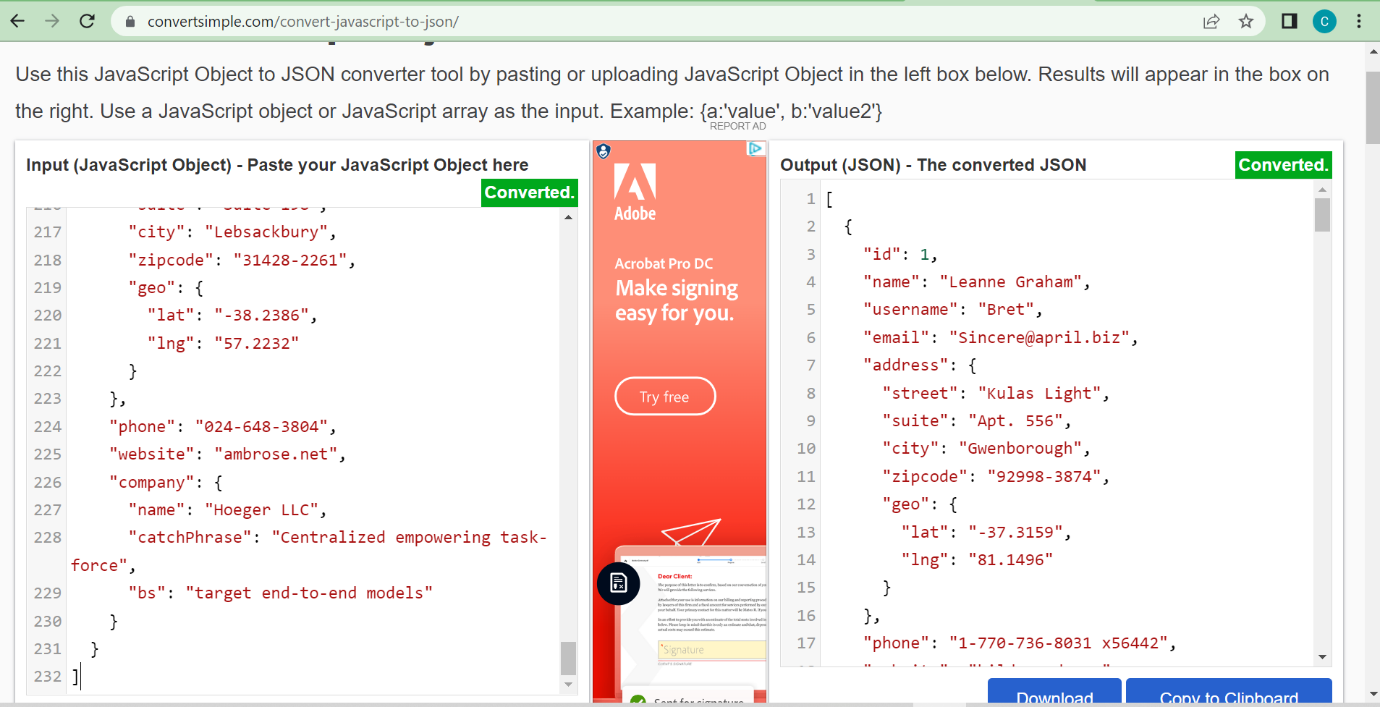 convertsimple.com/convert-javascript-to-json/
C
Use this JavaScript Object to JSON converter tool by pasting or uploading JavaScript Object in the left box below. Results will appear in the box on
the right. Use a JavaScript object or JavaScript array as the input. Example: {a:'value', b:'value2'}
REPORT AD
Input (JavaScript Object) - Paste your JavaScript Object here
Converted.
217 "city": "Lebsackbury",
218 "zipcode": "31428-2261",
219 "geo": {
220 "lat": "-38.2386",
221 "lng": "57.2232"
222 }
223 },
224 "phone": "024-648-3804",
225 "website": "ambrose.net",
226 "company": {
227 "name": "Hoeger LLC",
228 "catchPhrase": "Centralized empowering task-
force",
229 "bs": "target end-to-end models"
230 }
231 }
232 ]
Adobe
Acrobat Pro DC
Make signing
easy for you.
Try free
Dear Client:
Signature
Sent for signature
Output (JSON) - The converted JSON
Converted.
1 [
2 {
3 "id": 1,
4 "name": "Leanne Graham",
5 "username": "Bret",
6 "email": "Sincere@april.biz",
7 "address": {
8 "street": "Kulas Light",
9 "suite": "Apt. 556",
10 "city": "Gwenborough",
11 "zipcode": "92998-3874",
12 "geo": {
13 "lat": "-37.3159",
14 "lng": "81.1496"
15 }
16 },
17 "phone": "1-770-736-8031 x56442",
Download
Copy to Clipboard